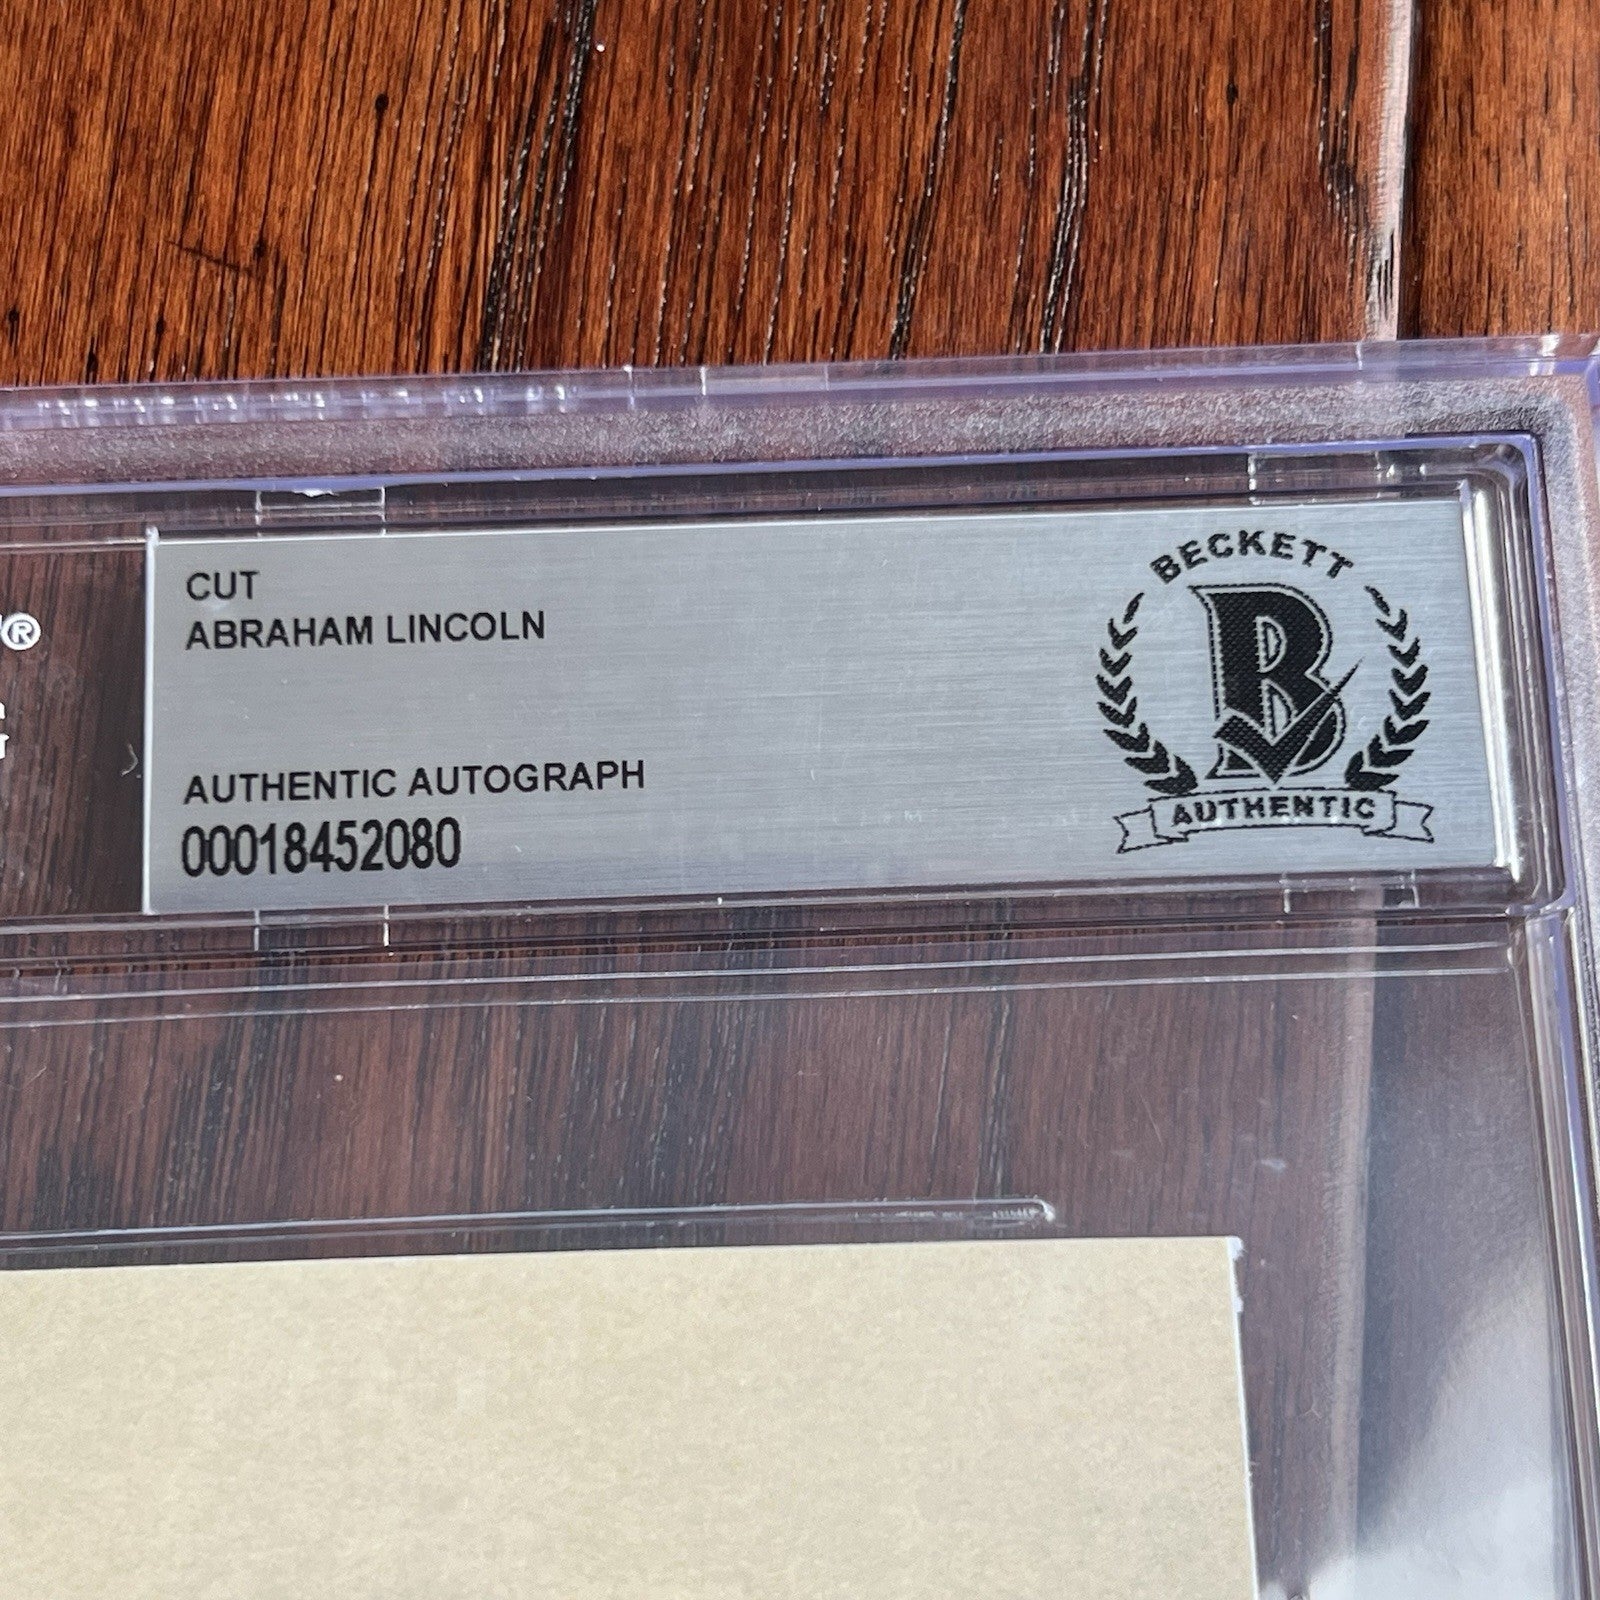 CUT
ABRAHAM LINCOLN
AUTHENTIC AUTOGRAPH
00018452080
BECKETT
B
AUTHENTIC
®